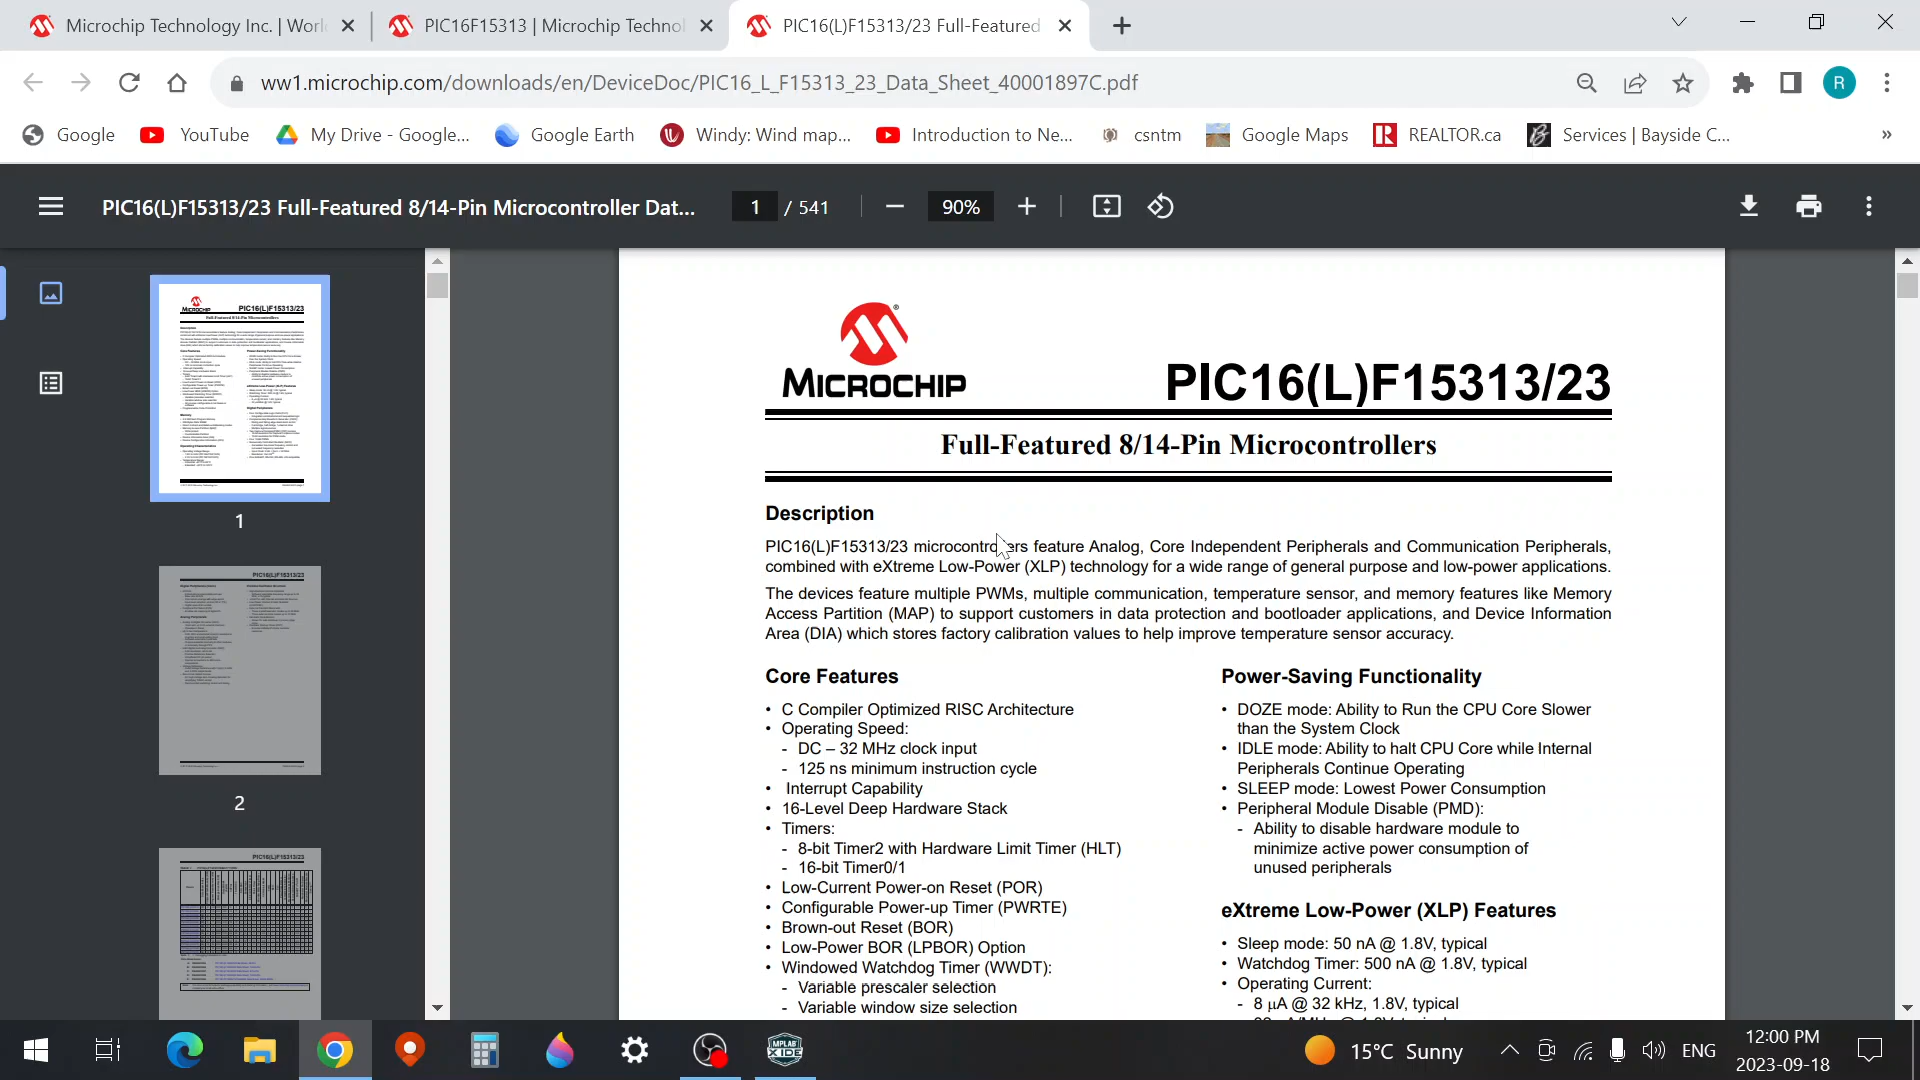 Microchip Technology Inc. | Worl
PIC16F15313 | Microchip Technol
PIC16(L)F15313/23 Full-Featured
ww1.microchip.com/downloads/en/DeviceDoc/PIC16_L_F15313_23_Data_Sheet_40001897C.pdf
R
Google
YouTube
My Drive - Google...
Google Earth
Windy: Wind map...
Introduction to Ne...
csntm
Google Maps
REALTOR.ca
Services | Bayside C...
»
PIC16(L)F15313/23 Full-Featured 8/14-Pin Microcontroller Dat...
1 / 541
90%
PIC16(L)F15313/23
1
PIC16(L)F15313/23
2
PIC16(L)F15313/23
MICROCHIP
PIC16(L)F15313/23
Full-Featured 8/14-Pin Microcontrollers
Description
PIC16(L)F15313/23 microcontrollers feature Analog, Core Independent Peripherals and Communication Peripherals,
combined with eXtreme Low-Power (XLP) technology for a wide range of general purpose and low-power applications.
The devices feature multiple PWMs, multiple communication, temperature sensor, and memory features like Memory
Access Partition (MAP) to support customers in data protection and bootloader applications, and Device Information
Area (DIA) which stores factory calibration values to help improve temperature sensor accuracy.
Core Features
• C Compiler Optimized RISC Architecture
• Operating Speed:
- DC – 32 MHz clock input
- 125 ns minimum instruction cycle
• Interrupt Capability
• 16-Level Deep Hardware Stack
• Timers:
- 8-bit Timer2 with Hardware Limit Timer (HLT)
- 16-bit Timer0/1
• Low-Current Power-on Reset (POR)
• Configurable Power-up Timer (PWRTE)
• Brown-out Reset (BOR)
• Low-Power BOR (LPBOR) Option
• Windowed Watchdog Timer (WWDT):
- Variable prescaler selection
- Variable window size selection
Power-Saving Functionality
• DOZE mode: Ability to Run the CPU Core Slower
than the System Clock
• IDLE mode: Ability to halt CPU Core while Internal
Peripherals Continue Operating
• SLEEP mode: Lowest Power Consumption
• Peripheral Module Disable (PMD):
- Ability to disable hardware module to
minimize active power consumption of
unused peripherals
eXtreme Low-Power (XLP) Features
• Sleep mode: 50 nA @ 1.8V, typical
• Watchdog Timer: 500 nA @ 1.8V, typical
• Operating Current:
- 8 µA @ 32 kHz, 1.8V, typical
MPLAB
X IDE
15°C Sunny
ENG
12:00 PM
2023-09-18